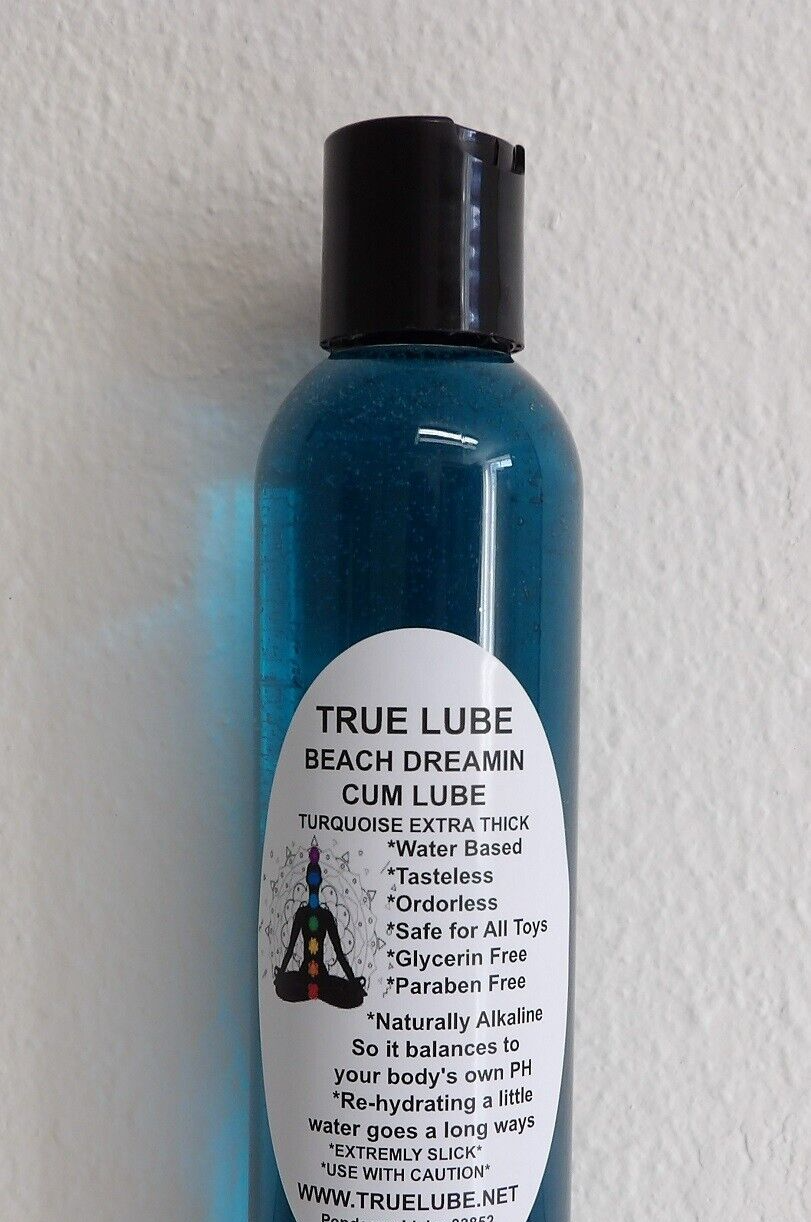 TRUE LUBE
BEACH DREAMIN
CUM LUBE
TURQUOISE EXTRA THICK
*Water Based
*Tasteless
*Ordorless
*Safe for All Toys
*Glycerin Free
*Paraben Free
*Naturally Alkaline
So it balances to
your body's own PH
*Re-hydrating a little
water goes a long ways
*EXTREMLY SLICK*
*USE WITH CAUTION*
WWW.TRUELUBE.NET